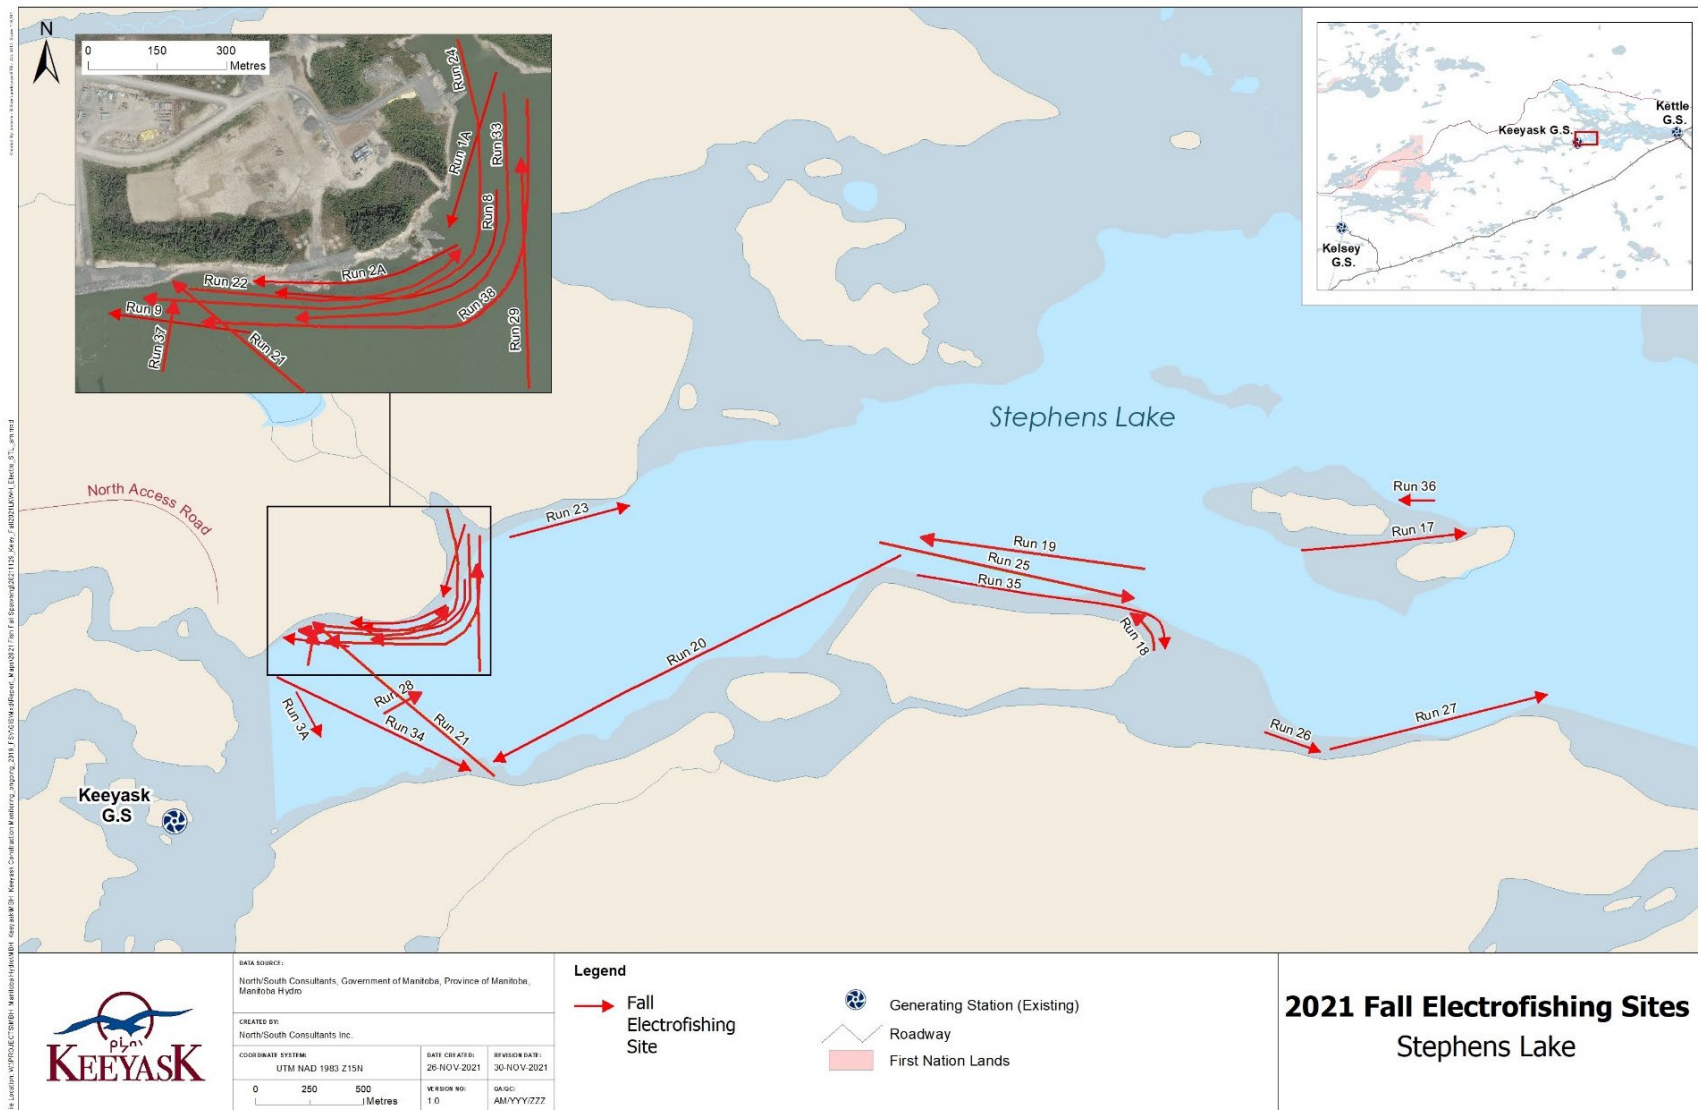 N
0 150 300
Metres
Run 24
Run 1A
Run 33
Run 8
Run 2A
Run 22
Run 9
Run 37
Run 21
Run 38
Run 29
Kettle
G.S.
Keeyask G.S.
Kelsey
G.S.
Stephens Lake
North Access Road
Run 23
Run 36
Run 17
Run 19
Run 25
Run 35
Run 18
Run 20
Run 28
Run 3A
Run 34
Run 21
Run 26
Run 27
Keeyask
G.S
KEEYASK
DATA SOURCE:
North/South Consultants, Government of Manitoba, Province of Manitoba,
Manitoba Hydro
CREATED BY:
North/South Consultants Inc.
COORDINATE SYSTEM:
UTM NAD 1983 Z15N
DATE CREATED:
26-NOV-2021
REVISION DATE:
30-NOV-2021
0 250 500
Metres
VERSION NO:
1.0
QA/QC:
AM/YYY/ZZZ
Legend
Fall
Electrofishing
Site
Generating Station (Existing)
Roadway
First Nation Lands
2021 Fall Electrofishing Sites
Stephens Lake